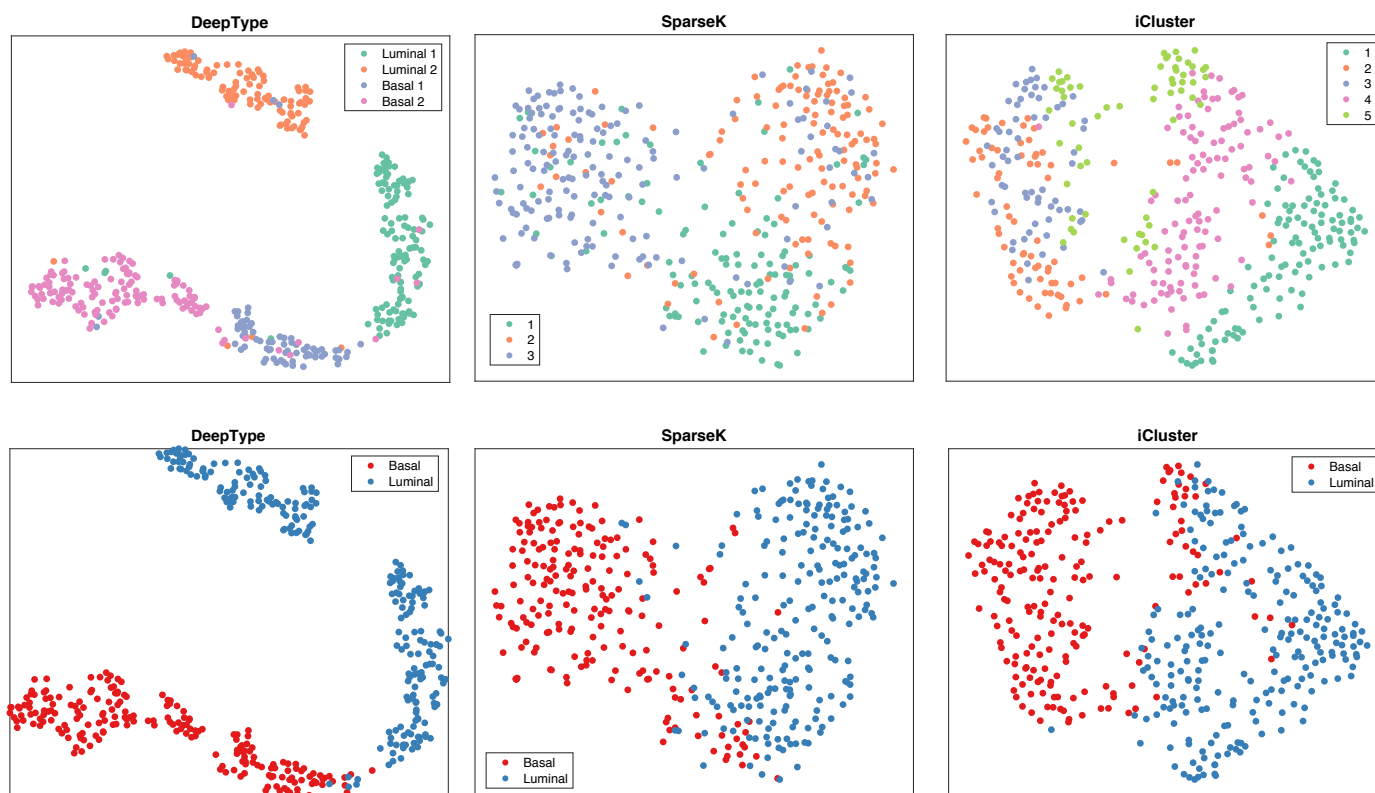 DeepType
Luminal 1
Luminal 2
Basal 1
Basal 2
SparseK
1
2
3
iCluster
1
2
3
4
5
DeepType
Basal
Luminal
SparseK
Basal
Luminal
iCluster
Basal
Luminal